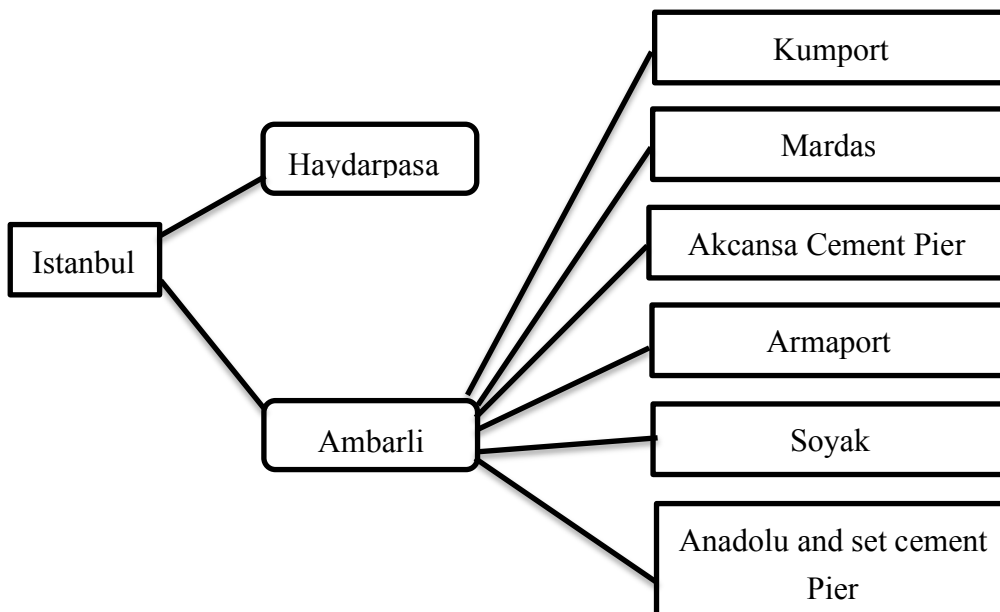 Kumport
Mardas
Haydarpasa
Akcansa Cement Pier
Istanbul
Armaport
Ambarli
Soyak
Anadolu and set cement
Pier